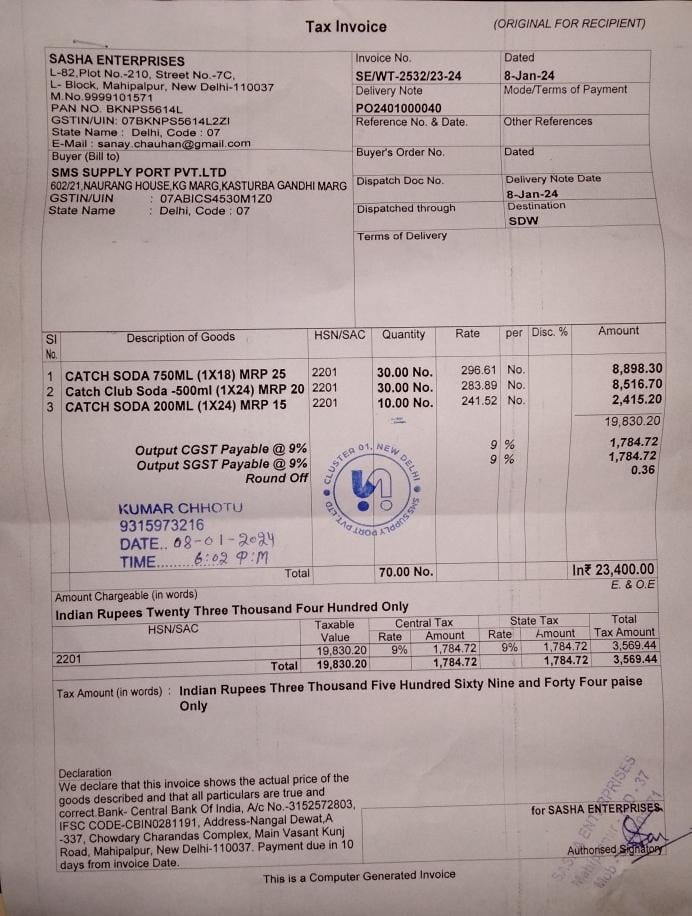 Tax Invoice
(ORIGINAL FOR RECIPIENT)
SASHA ENTERPRISES
L-82,Plot No.-210, Street No.-7C,
L- Block, Mahipalpur, New Delhi-110037
M.No.9999101571
PAN NO. BKNPS5614L
GSTIN/UIN: 07BKNPS5614L2ZI
State Name : Delhi, Code : 07
E-Mail : sanay.chauhan@gmail.com
Buyer (Bill to)
SMS SUPPLY PORT PVT.LTD
602/21,NAURANG HOUSE,KG MARG,KASTURBA GANDHI MARG
GSTIN/UIN : 07ABICS4530M1Z0
State Name : Delhi, Code : 07
Invoice No. Dated
SE/WT-2532/23-24 8-Jan-24
Delivery Note Mode/Terms of Payment
PO2401000040
Reference No. & Date. Other References
Buyer's Order No. Dated
Dispatch Doc No. Delivery Note Date
8-Jan-24
Dispatched through Destination
SDW
Terms of Delivery
SI No. Description of Goods HSN/SAC Quantity Rate per Disc. % Amount
1 CATCH SODA 750ML (1X18) MRP 25 2201 30.00 No. 296.61 No. 8,898.30
2 Catch Club Soda -500ml (1X24) MRP 20 2201 30.00 No. 283.89 No. 8,516.70
3 CATCH SODA 200ML (1X24) MRP 15 2201 10.00 No. 241.52 No. 2,415.20
19,830.20
Output CGST Payable @ 9% 9 % 1,784.72
Output SGST Payable @ 9% 9 % 1,784.72
Round Off 0.36
CLUSTER 01, NEW DELHI
SMS SUPPLY PORT PVT.LTD
KUMAR CHHOTU
9315973216
DATE.. 08-01-2024
TIME......... 6:02 P:M
Total 70.00 No. In₹ 23,400.00
E. & O.E
Amount Chargeable (in words)
Indian Rupees Twenty Three Thousand Four Hundred Only
HSN/SAC Taxable Value Central Tax State Tax Total Tax Amount
Rate Amount Rate Amount
2201 19,830.20 9% 1,784.72 9% 1,784.72 3,569.44
Total 19,830.20 1,784.72 1,784.72 3,569.44
Tax Amount (in words) : Indian Rupees Three Thousand Five Hundred Sixty Nine and Forty Four paise
Only
Declaration
We declare that this invoice shows the actual price of the
goods described and that all particulars are true and
correct.Bank- Central Bank Of India, A/c No.-3152572803,
IFSC CODE-CBIN0281191, Address-Nangal Dewat,A
-337, Chowdary Charandas Complex, Main Vasant Kunj
Road, Mahipalpur, New Delhi-110037. Payment due in 10
days from invoice Date.
for SASHA ENTERPRISES
Authorised Signatory
SASHA ENTERPRISES
This is a Computer Generated Invoice